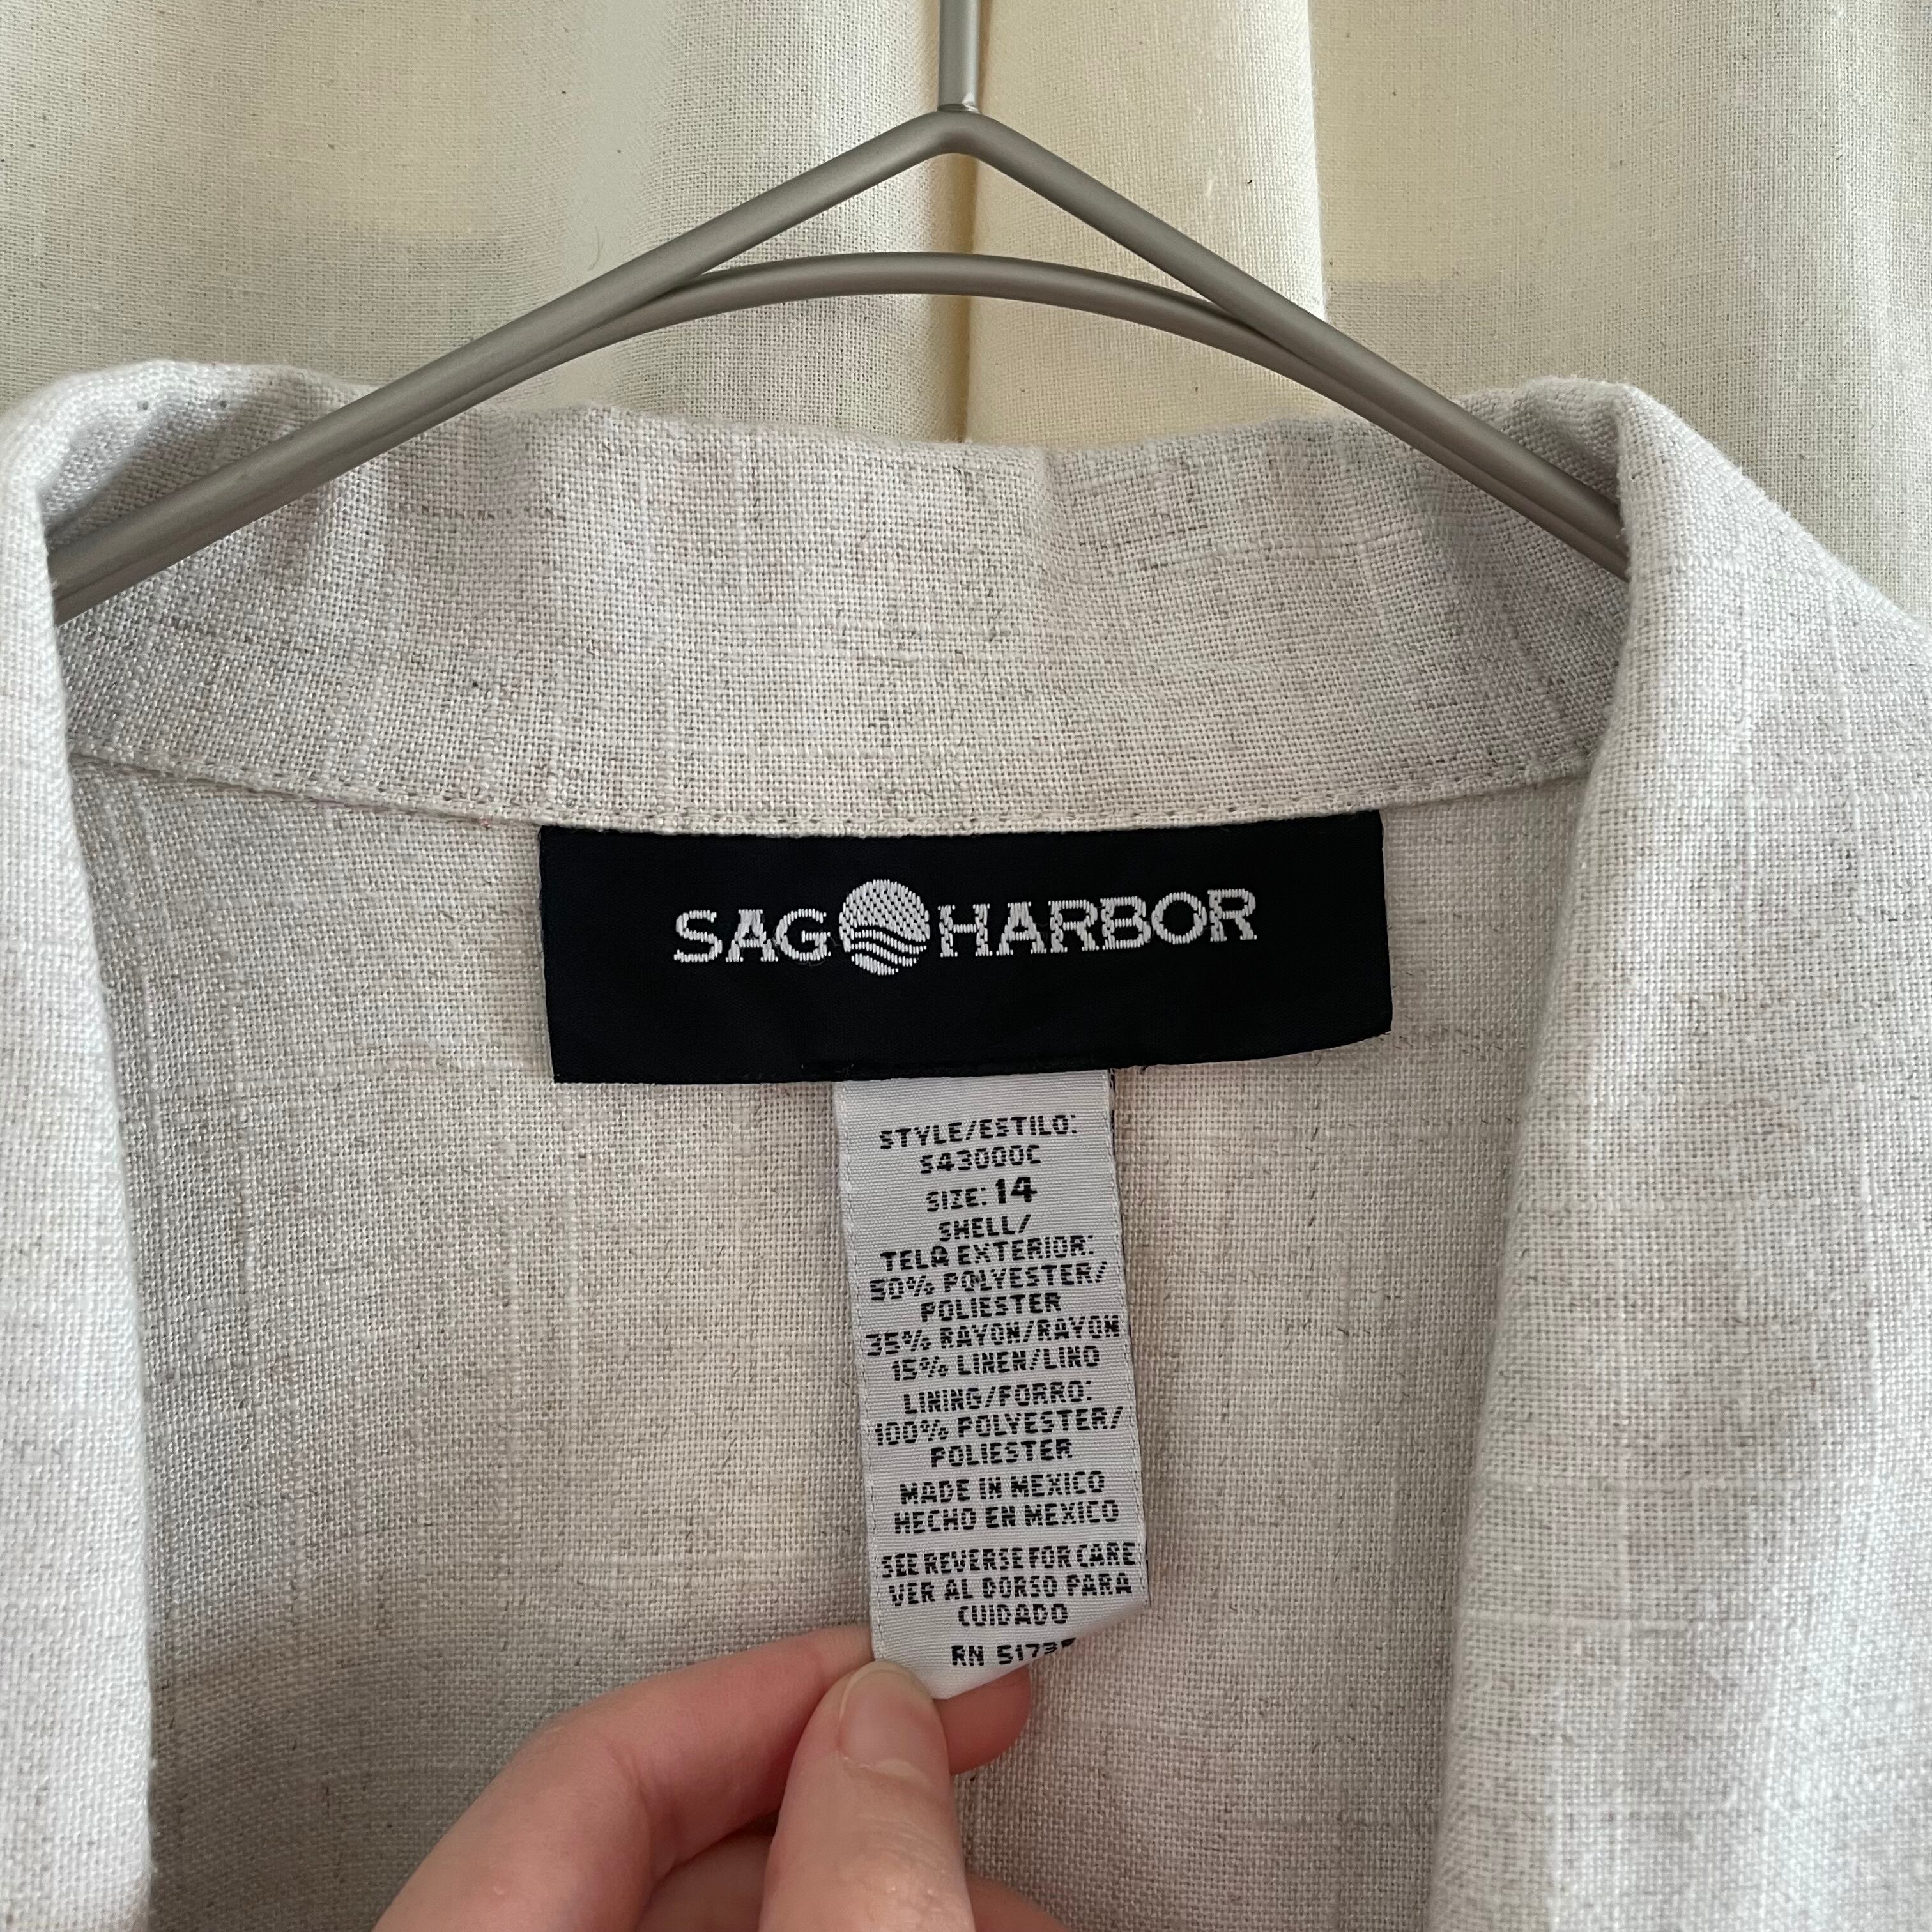 SAG HARBOR
STYLE/ESTILO:
S43000C
SIZE: 14
SHELL/
TELA EXTERIOR:
50% POLYESTER/
POLIESTER
35% RAYON/RAYON
15% LINEN/LINO
LINING/FORRO:
100% POLYESTER/
POLIESTER
MADE IN MEXICO
HECHO EN MEXICO
SEE REVERSE FOR CARE
VER AL DORSO PARA
CUIDADO
RN